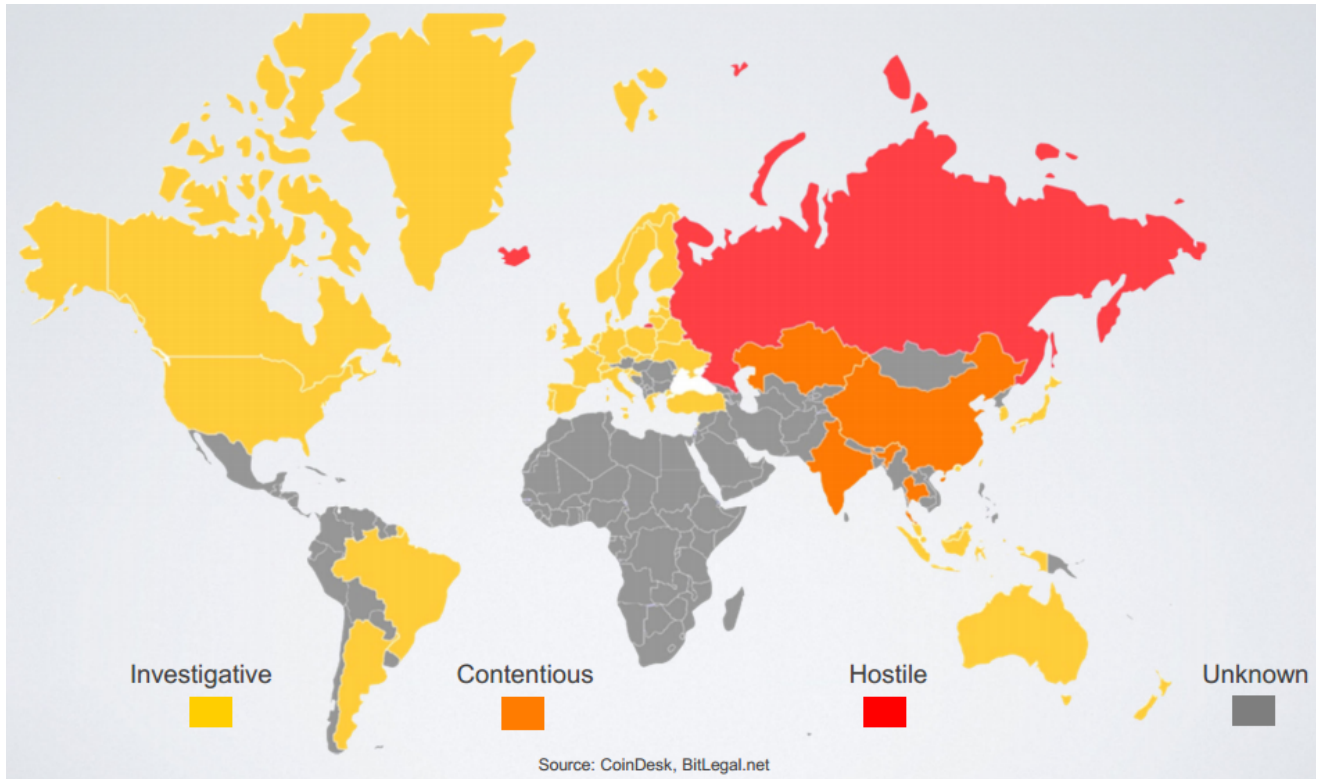 Investigative
Contentious
Hostile
Unknown
Source: CoinDesk, BitLegal.net